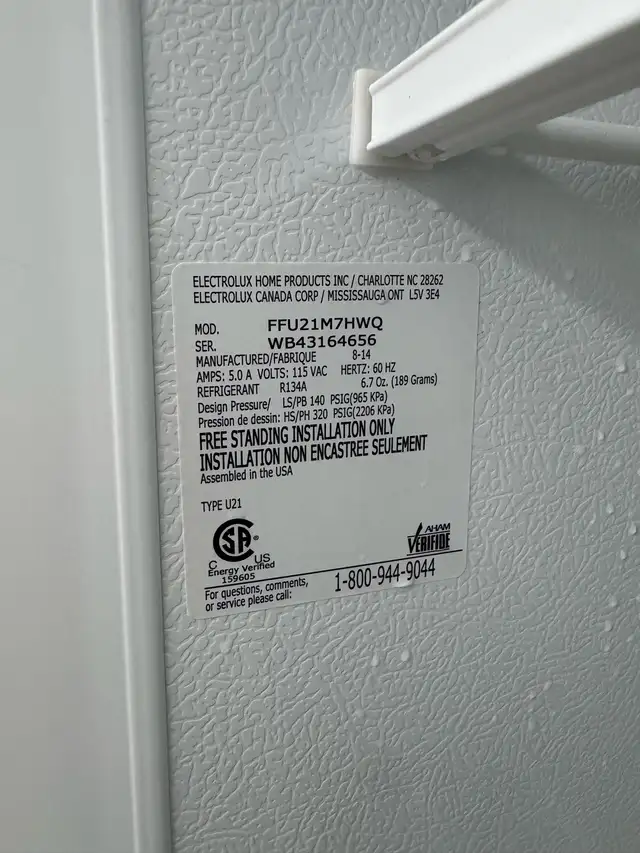 ELECTROLUX HOME PRODUCTS INC / CHARLOTTE NC 28262
ELECTROLUX CANADA CORP / MISSISSAUGA ONT L5V 3E4
MOD. FFU21M7HWQ
SER. WB43164656
MANUFACTURED/FABRIQUE 8-14
AMPS: 5.0 A VOLTS: 115 VAC HERTZ: 60 HZ
REFRIGERANT R134A 6.7 Oz. (189 Grams)
Design Pressure/ LS/PB 140 PSIG(965 KPa)
Pression de dessin: HS/PH 320 PSIG(2206 KPa)
FREE STANDING INSTALLATION ONLY
INSTALLATION NON ENCASTREE SEULEMENT
Assembled in the USA
TYPE U21
CSA ®
C US
Energy Verified
159605
AHAM
VERIFIDE
For questions, comments,
or service please call:
1-800-944-9044